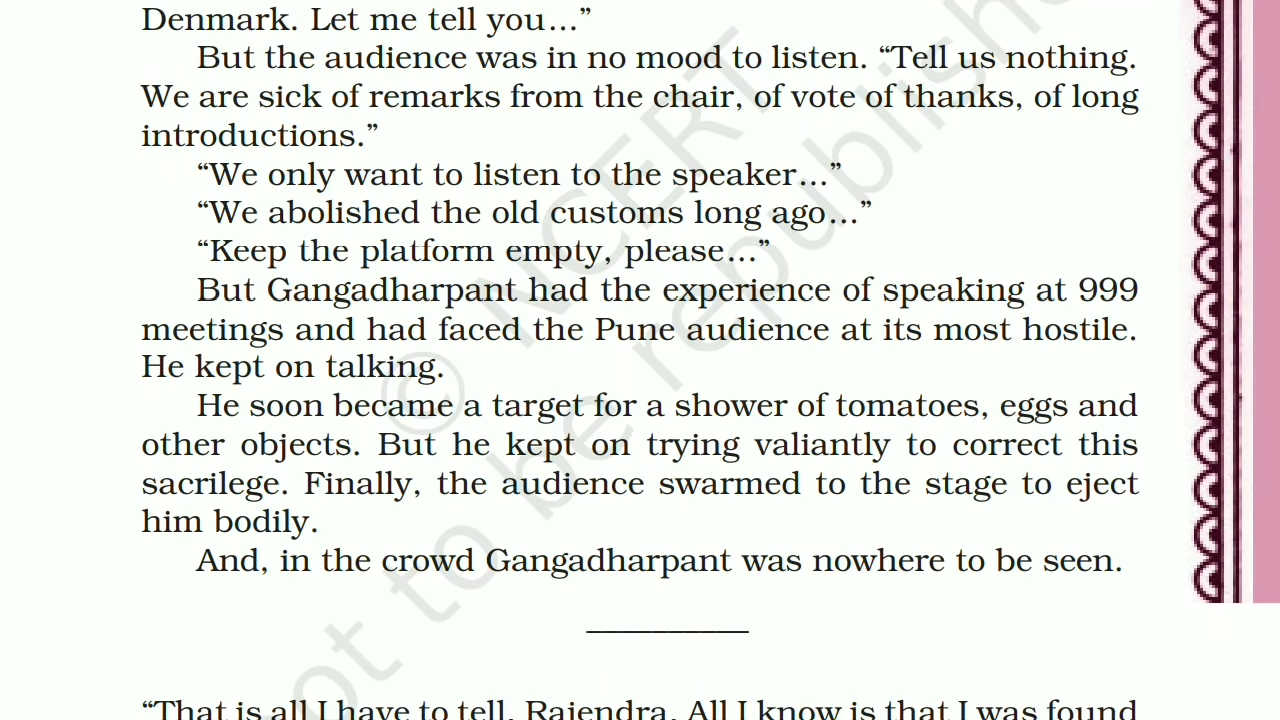 Denmark. Let me tell you…”
But the audience was in no mood to listen. “Tell us nothing.
We are sick of remarks from the chair, of vote of thanks, of long
introductions.”
“We only want to listen to the speaker…”
“We abolished the old customs long ago…”
“Keep the platform empty, please…”
But Gangadharpant had the experience of speaking at 999
meetings and had faced the Pune audience at its most hostile.
He kept on talking.
He soon became a target for a shower of tomatoes, eggs and
other objects. But he kept on trying valiantly to correct this
sacrilege. Finally, the audience swarmed to the stage to eject
him bodily.
And, in the crowd Gangadharpant was nowhere to be seen.
“That is all I have to tell, Rajendra. All I know is that I was found
© NCERT
not to be republished